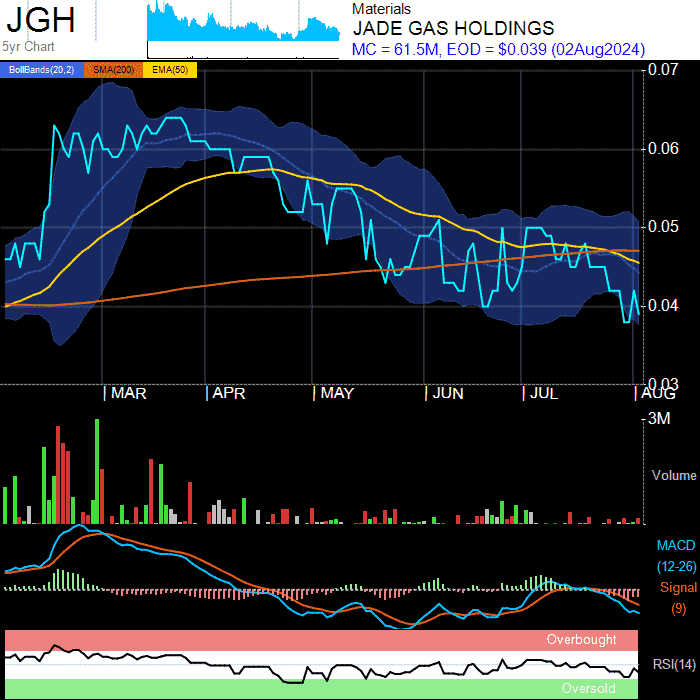 JGH
5yr Chart
Materials
JADE GAS HOLDINGS
MC = 61.5M, EOD = $0.039 (02Aug2024)
BollBands(20,2) SMA(200) EMA(50)
0.07
0.06
0.05
0.04
0.03
MAR APR MAY JUN JUL AUG
3M
Volume
MACD
(12-26)
Signal
(9)
Overbought
RSI(14)
Oversold